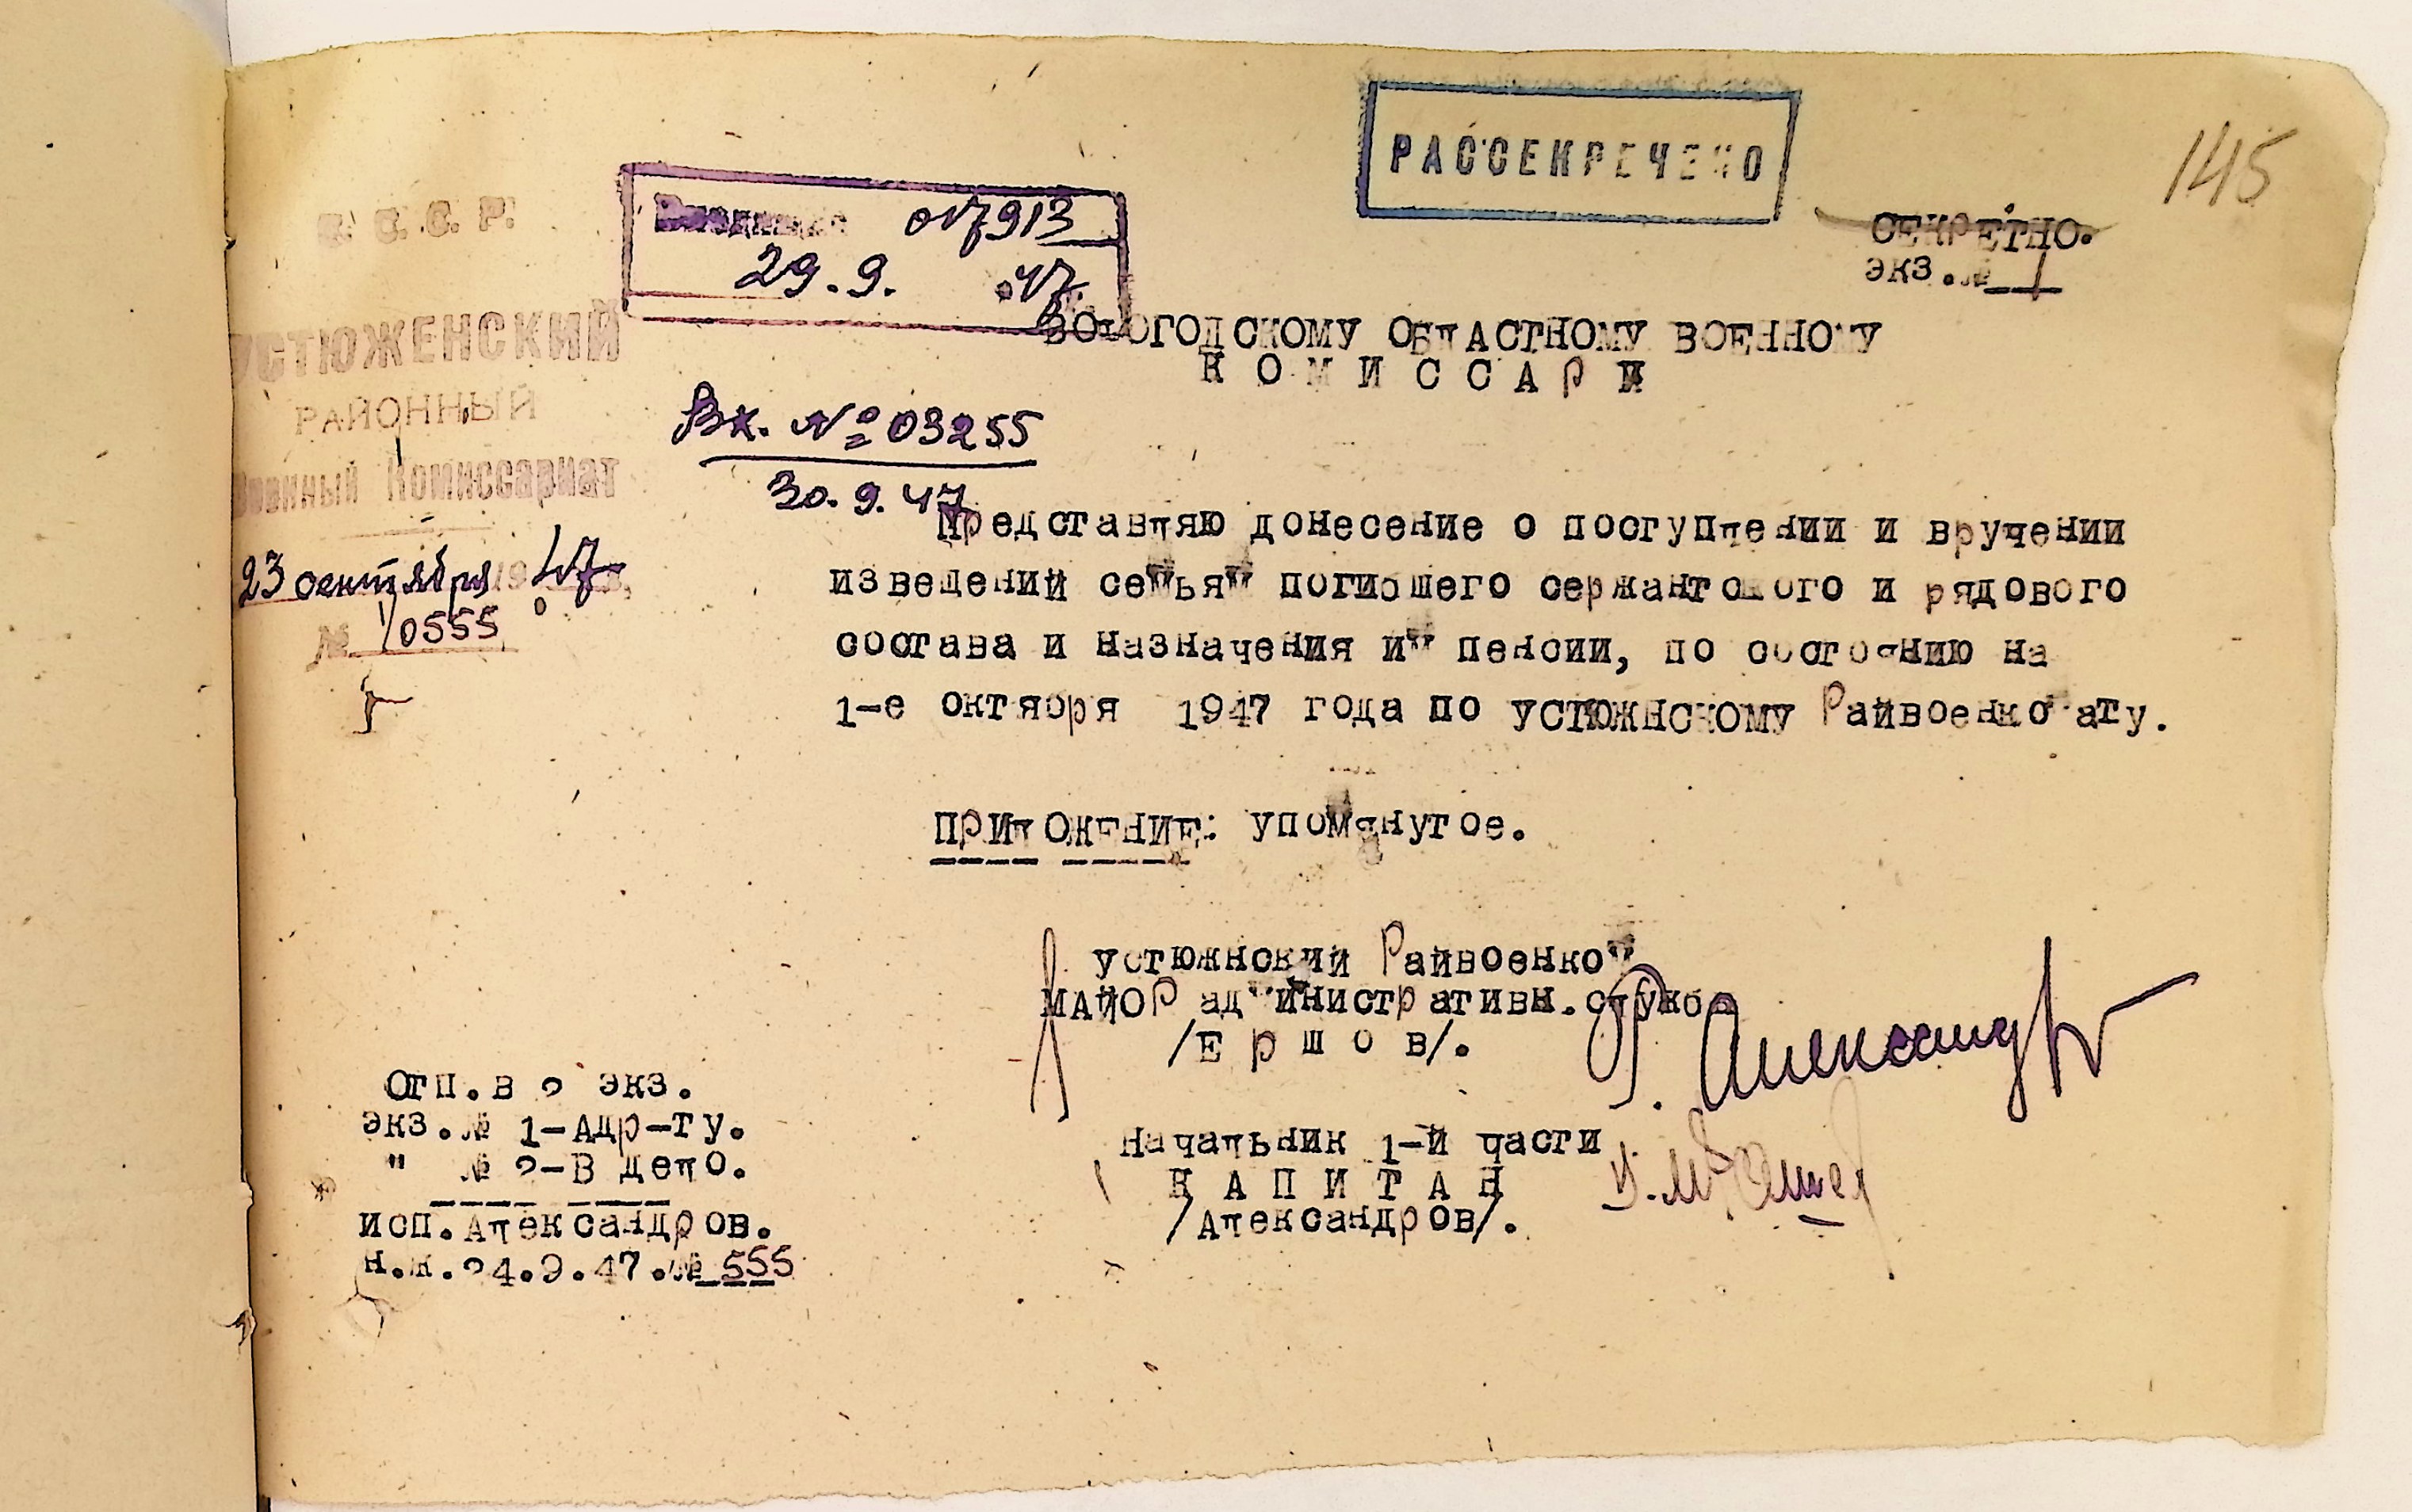 145
РАССЕКРЕЧЕНО
СЕКРЕТНО.
экз.№ 1
С. С. С. Р.
УСТЮЖЕНСКИЙ
РАЙОННЫЙ
Военный Комиссариат
23 сентября 1947 г.
№ 0555
Входящий 017913
29.9. 47
Вх. № 03255
30.9.47
ВОЛОГОДСКОМУ ОБЛАСТНОМУ ВОЕННОМУ
К О М И С С А Р У
Представляю донесение о поступлении и вручении
извещений семьям погибшего сержантского и рядового
состава и назначения им пенсии, по состоянию на
1-е октября 1947 года по УСТЮЖНСКОМУ Райвоенкомату.
ПРИЛОЖЕНИЕ: упомянутое.
устюжнский Райвоенком
МАЙОР административн.службы
/Е р ш о в/.
Начальник 1-й части
К А П И Т А Н
/Александров/.
Отп.в 2 экз.
экз.№ 1-Адр-ту.
" № 2-В дело.
исп.Александров.
н.к.24.9.47.№ 555